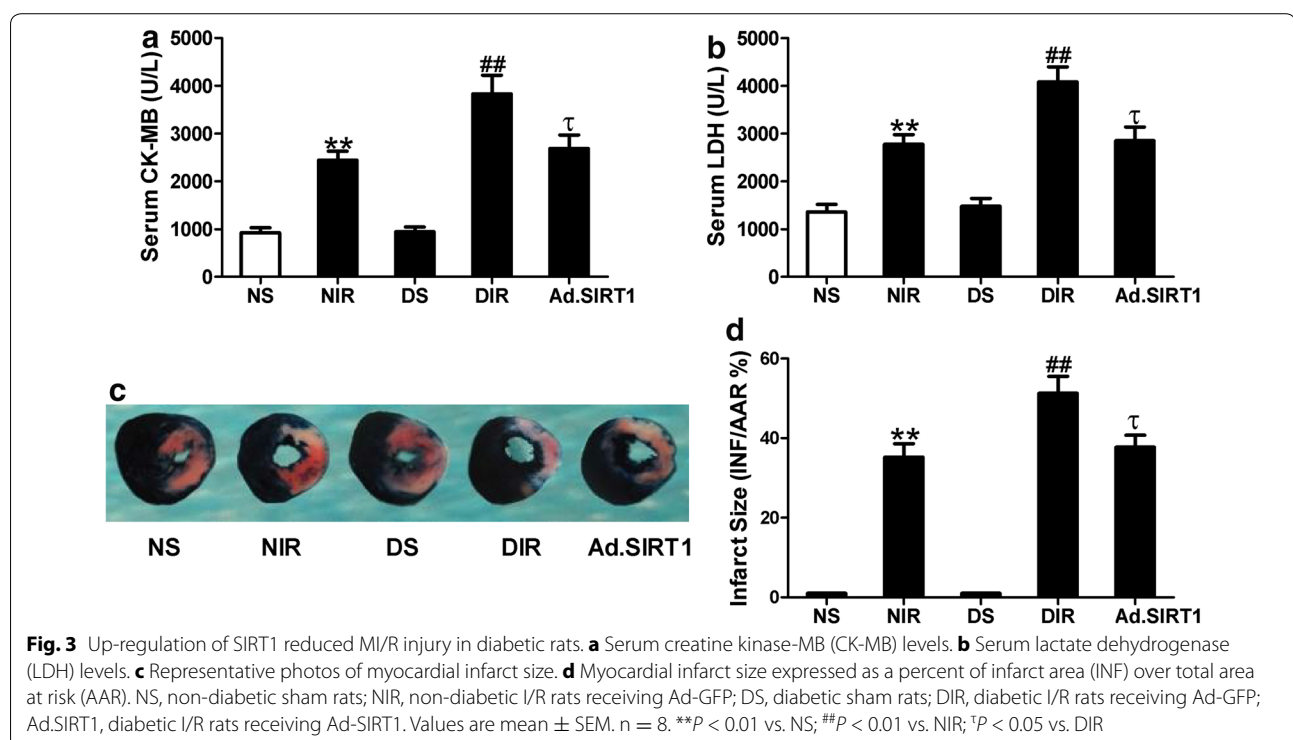 a
Serum CK-MB (U/L)
5000
4000
3000
2000
1000
0
**
##
τ
NS NIR DS DIR Ad.SIRT1
b
Serum LDH (U/L)
5000
4000
3000
2000
1000
0
**
##
τ
NS NIR DS DIR Ad.SIRT1
c
NS NIR DS DIR Ad.SIRT1
d
Infarct Size (INF/AAR %)
60
40
20
0
**
##
τ
NS NIR DS DIR Ad.SIRT1
Fig. 3 Up-regulation of SIRT1 reduced MI/R injury in diabetic rats. a Serum creatine kinase-MB (CK-MB) levels. b Serum lactate dehydrogenase
(LDH) levels. c Representative photos of myocardial infarct size. d Myocardial infarct size expressed as a percent of infarct area (INF) over total area
at risk (AAR). NS, non-diabetic sham rats; NIR, non-diabetic I/R rats receiving Ad-GFP; DS, diabetic sham rats; DIR, diabetic I/R rats receiving Ad-GFP;
Ad.SIRT1, diabetic I/R rats receiving Ad-SIRT1. Values are mean ± SEM. n = 8. **P < 0.01 vs. NS; ##P < 0.01 vs. NIR; τP < 0.05 vs. DIR